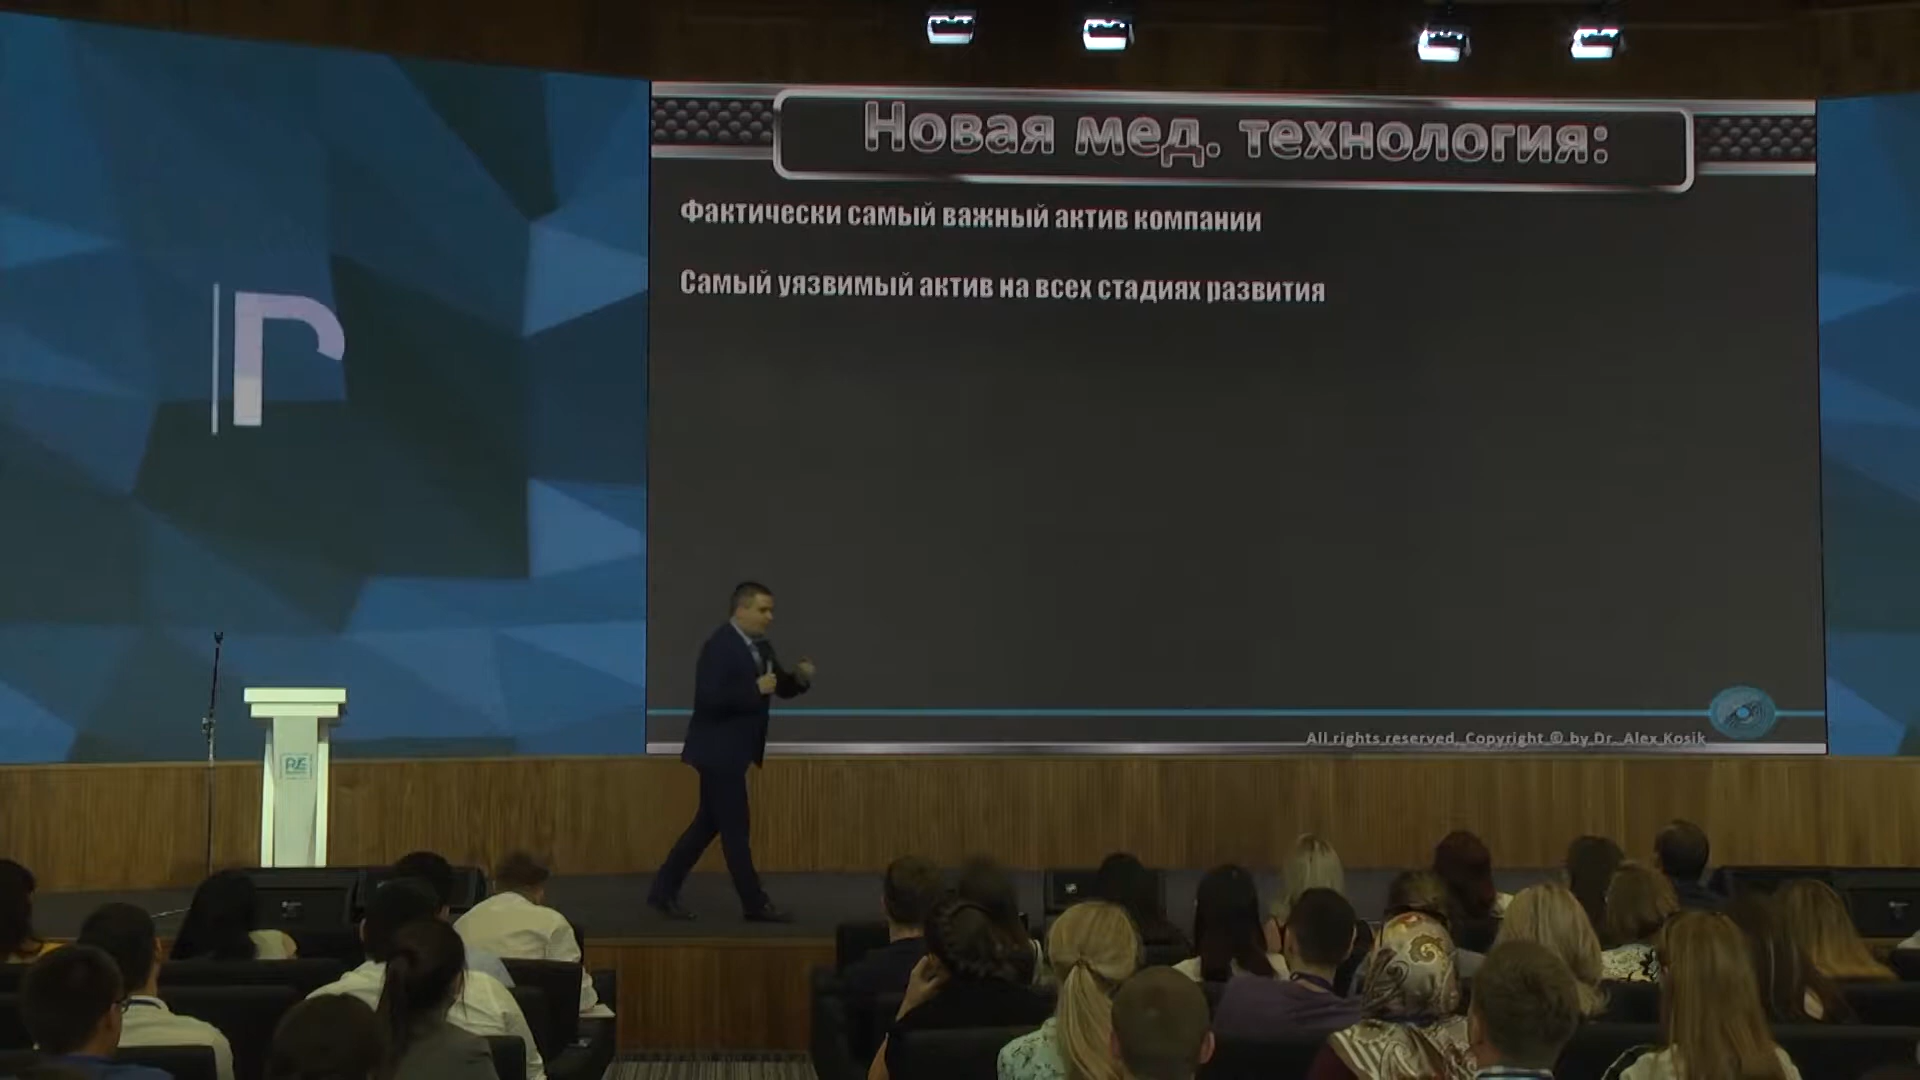 Новая мед. технология:
Фактически самый важный актив компании
Самый уязвимый актив на всех стадиях развития
All rights reserved. Copyright © by Dr. Alex Kosik